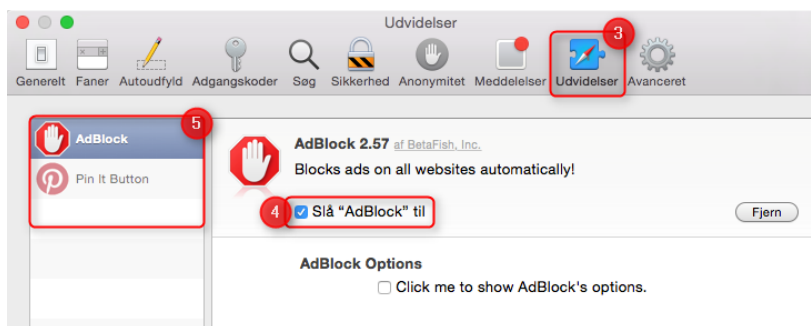 Udvidelser
3
Generelt Faner Autoudfyld Adgangskoder Søg Sikkerhed Anonymitet Meddelelser Udvidelser Avanceret
5
AdBlock
Pin It Button
AdBlock 2.57 af BetaFish, Inc.
Blocks ads on all websites automatically!
4 Slå “AdBlock” til
Fjern
AdBlock Options
Click me to show AdBlock's options.